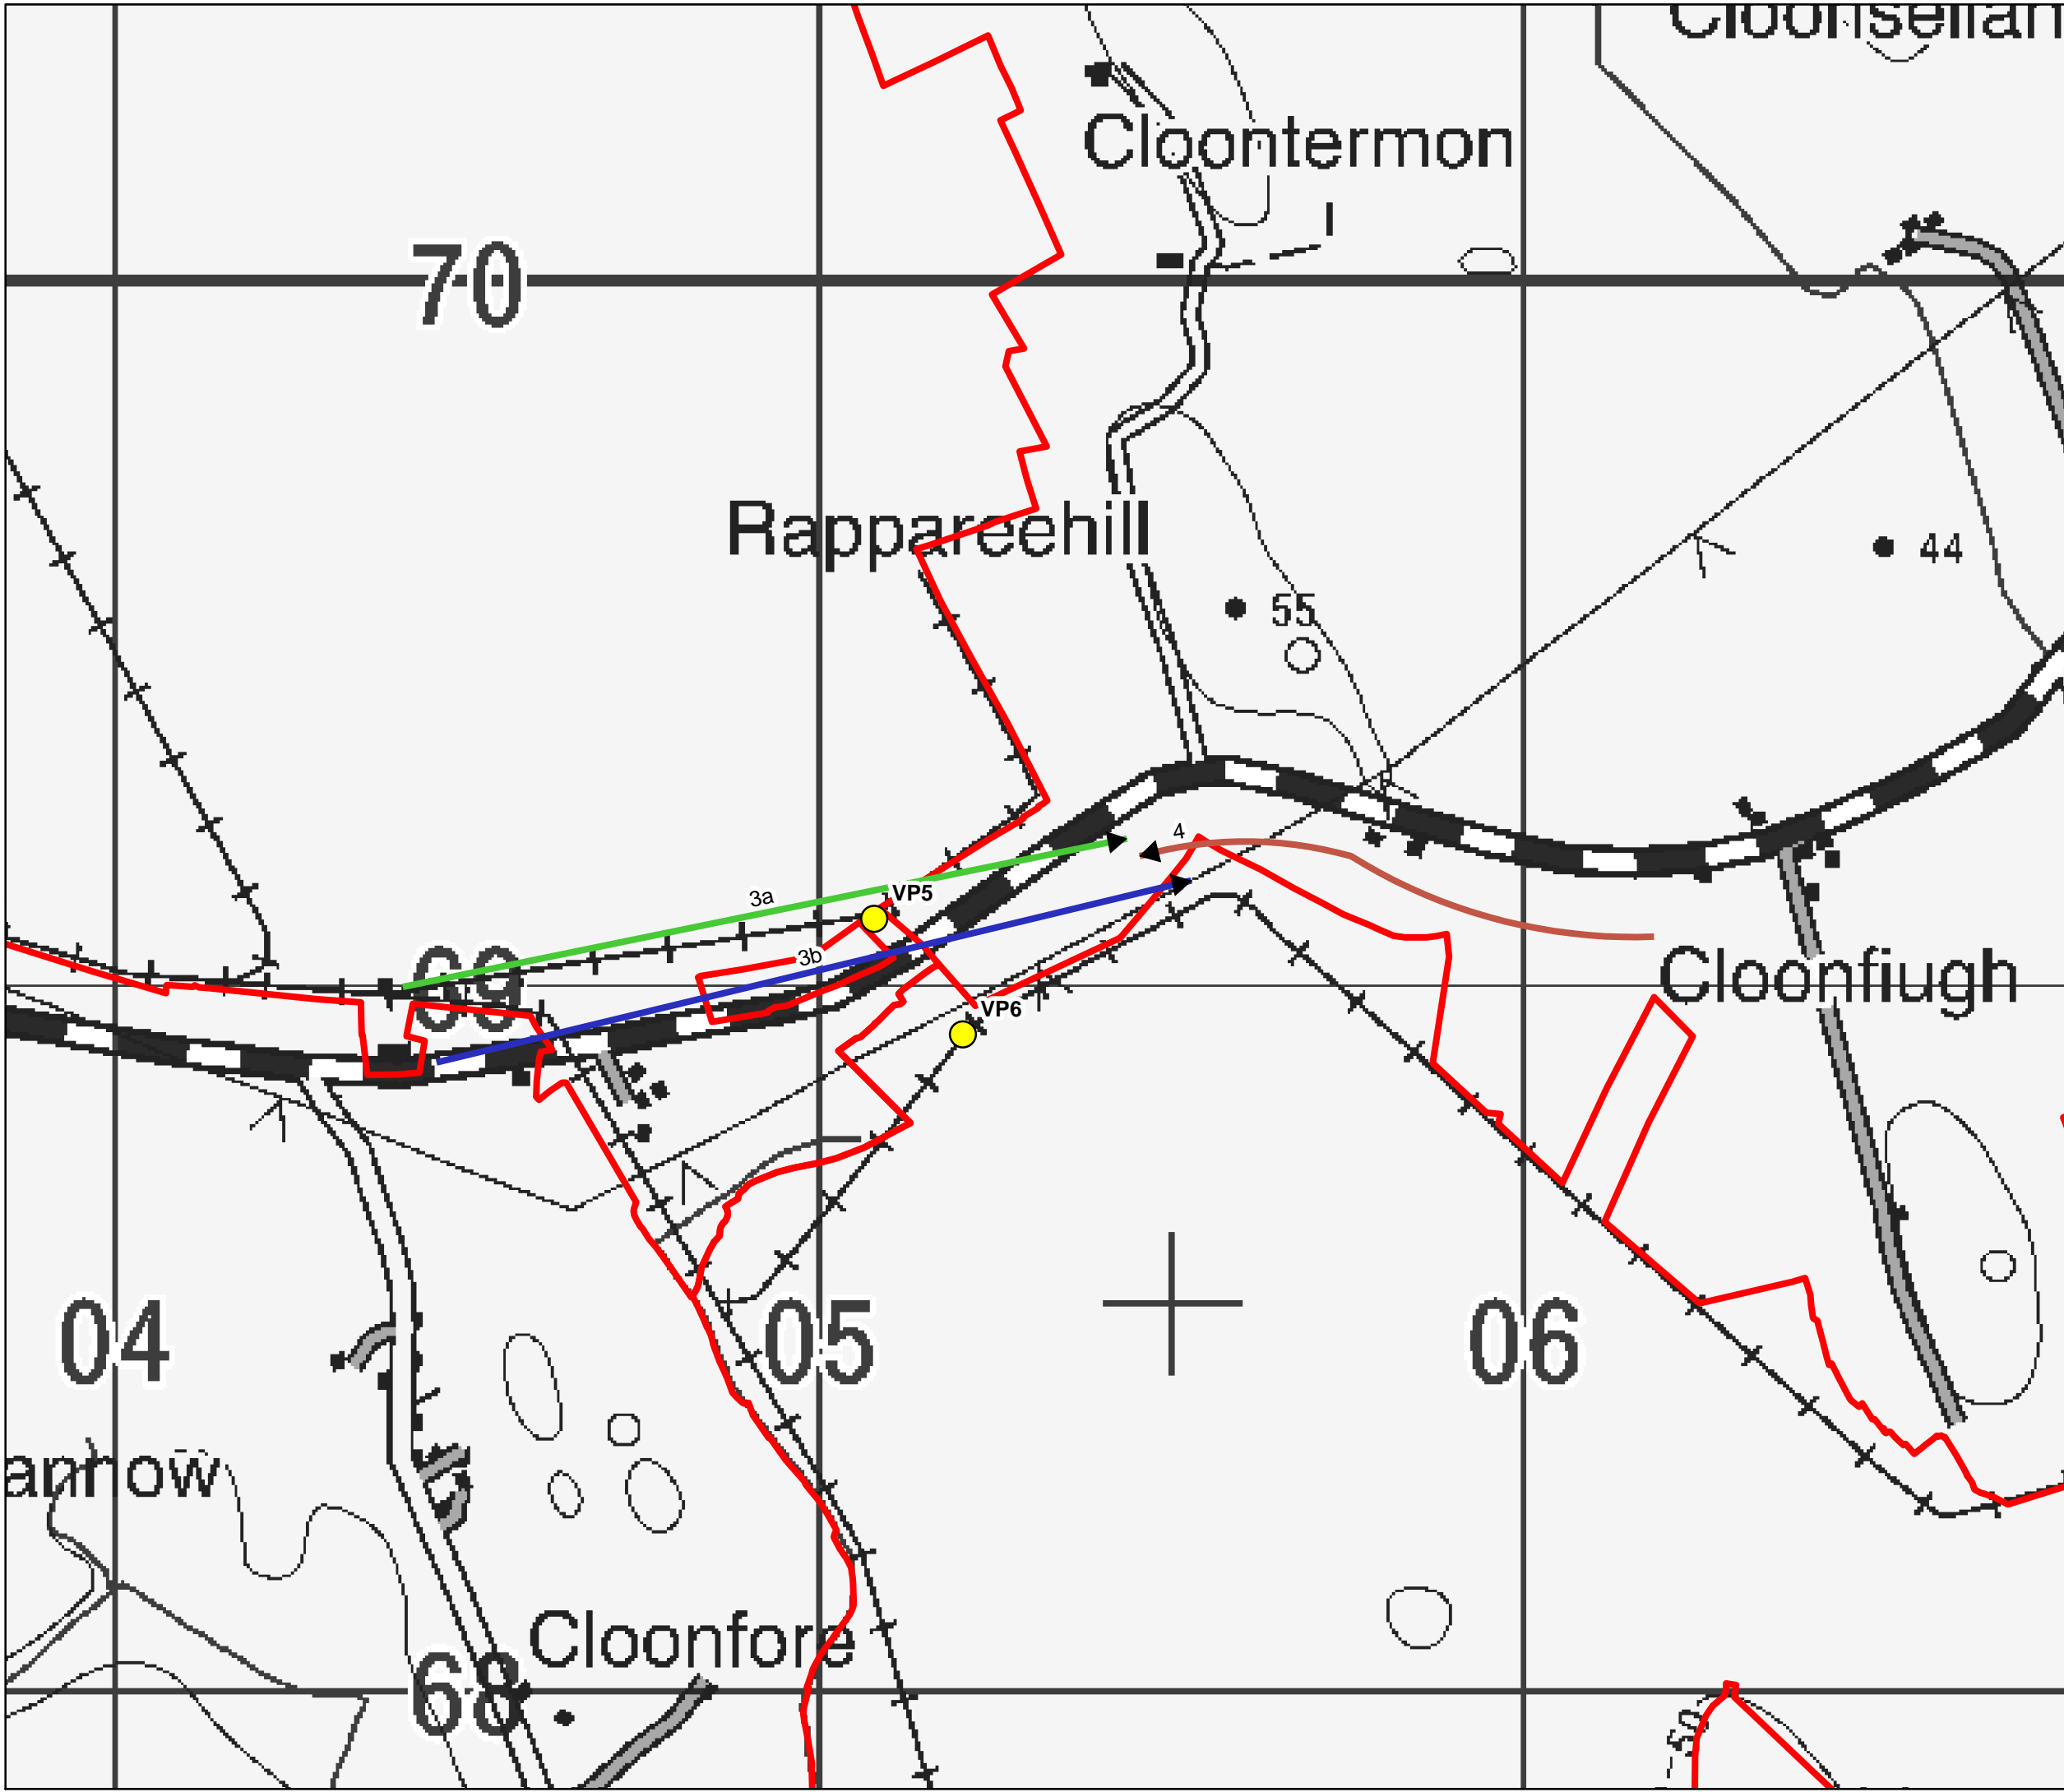 Cloonsellan
Cloontermon
70
Rappareehill
44
55
4
3a
VP5
3b
69
Cloonfiugh
VP6
04
05
06
annow
Cloonfore
68
50